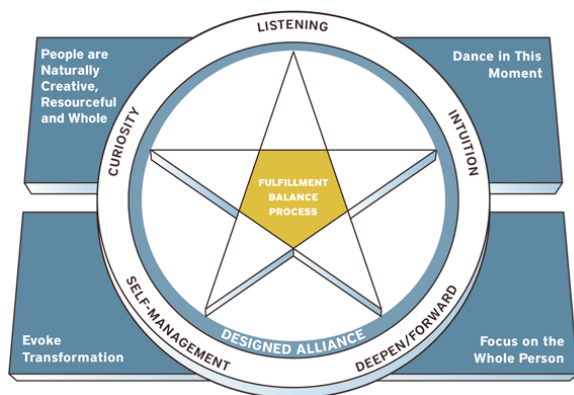 LISTENING
People are
Naturally
Creative,
Resourceful
and Whole
Dance in This
Moment
CURIOSITY
INTUITION
FULFILLMENT
BALANCE
PROCESS
SELF-MANAGEMENT
DEEPEN/FORWARD
DESIGNED ALLIANCE
Evoke
Transformation
Focus on the
Whole Person